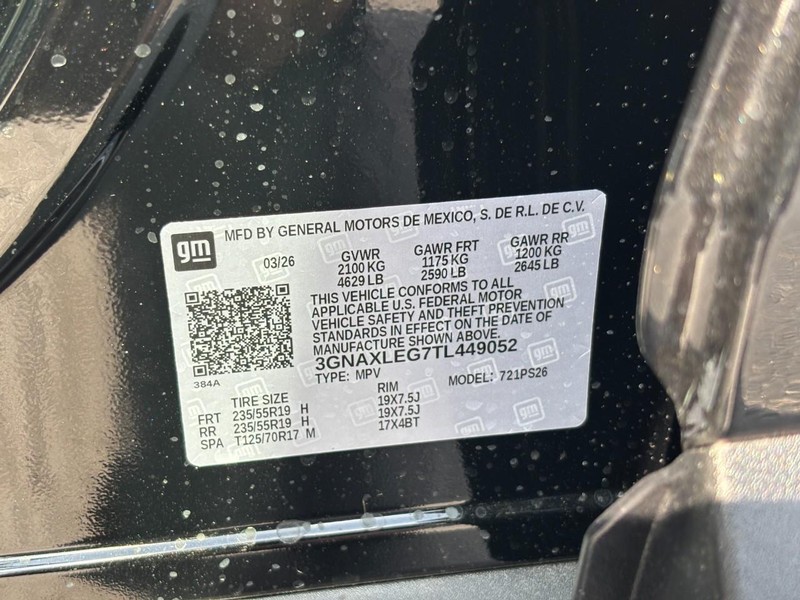 gm MFD BY GENERAL MOTORS DE MEXICO, S. DE R.L. DE C.V.
03/26 GVWR GAWR FRT GAWR RR
2100 KG 1175 KG 1200 KG
4629 LB 2590 LB 2645 LB
THIS VEHICLE CONFORMS TO ALL
APPLICABLE U.S. FEDERAL MOTOR
VEHICLE SAFETY AND THEFT PREVENTION
STANDARDS IN EFFECT ON THE DATE OF
MANUFACTURE SHOWN ABOVE.
3GNAXLEG7TL449052
384A TYPE: MPV MODEL: 721PS26
TIRE SIZE RIM
FRT 235/55R19 H 19X7.5J
RR 235/55R19 H 19X7.5J
SPA T125/70R17 M 17X4BT